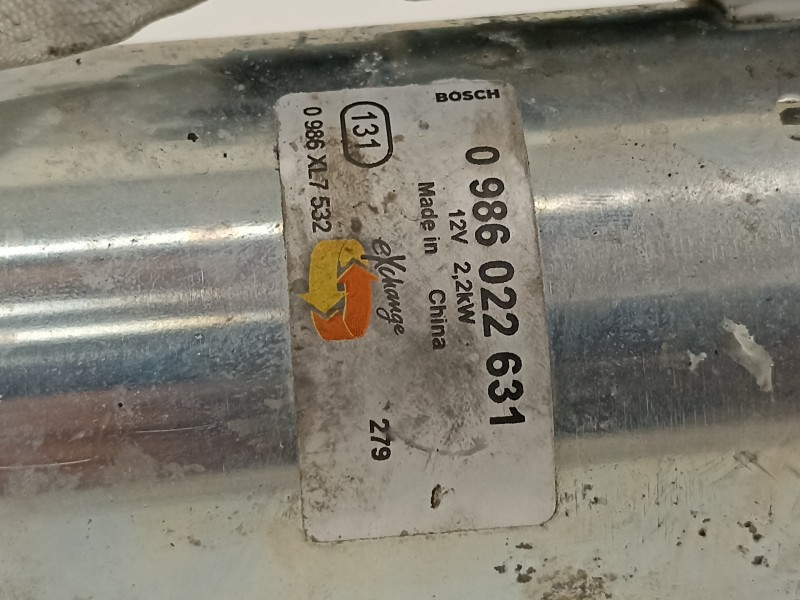 BOSCH
0 986 022 631
12V 2,2kW
Made in China
eXchange
131
0 986 XL7 532
279